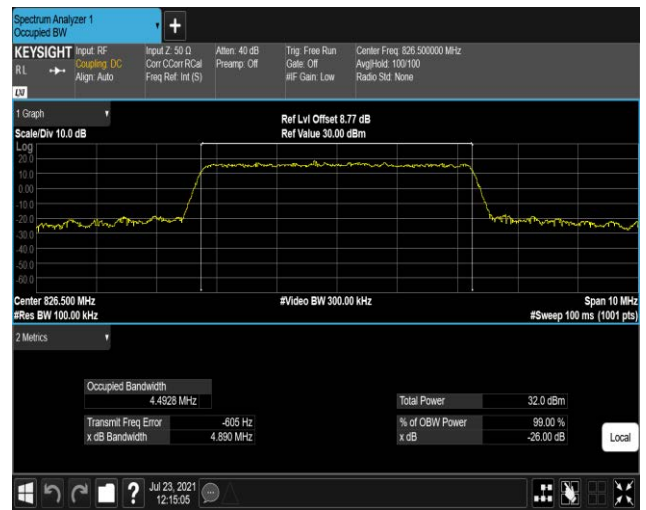 Spectrum Analyzer 1
Occupied BW
+
KEYSIGHT
RL
LXI
Input: RF
Coupling: DC
Align: Auto
Input Z: 50 Ω
Corr CCorr RCal
Freq Ref: Int (S)
Atten: 40 dB
Preamp: Off
Trig: Free Run
Gate: Off
#IF Gain: Low
Center Freq: 826.500000 MHz
Avg|Hold: 100/100
Radio Std: None
1 Graph
Scale/Div 10.0 dB
Ref Lvl Offset 8.77 dB
Ref Value 30.00 dBm
Log
20.0
10.0
0.00
-10.0
-20.0
-30.0
-40.0
-50.0
-60.0
Center 826.500 MHz
#Res BW 100.00 kHz
#Video BW 300.00 kHz
Span 10 MHz
#Sweep 100 ms (1001 pts)
2 Metrics
Occupied Bandwidth
4.4928 MHz
Transmit Freq Error -605 Hz
x dB Bandwidth 4.890 MHz
Total Power 32.0 dBm
% of OBW Power 99.00 %
x dB -26.00 dB
Local
?
Jul 23, 2021
12:15:05